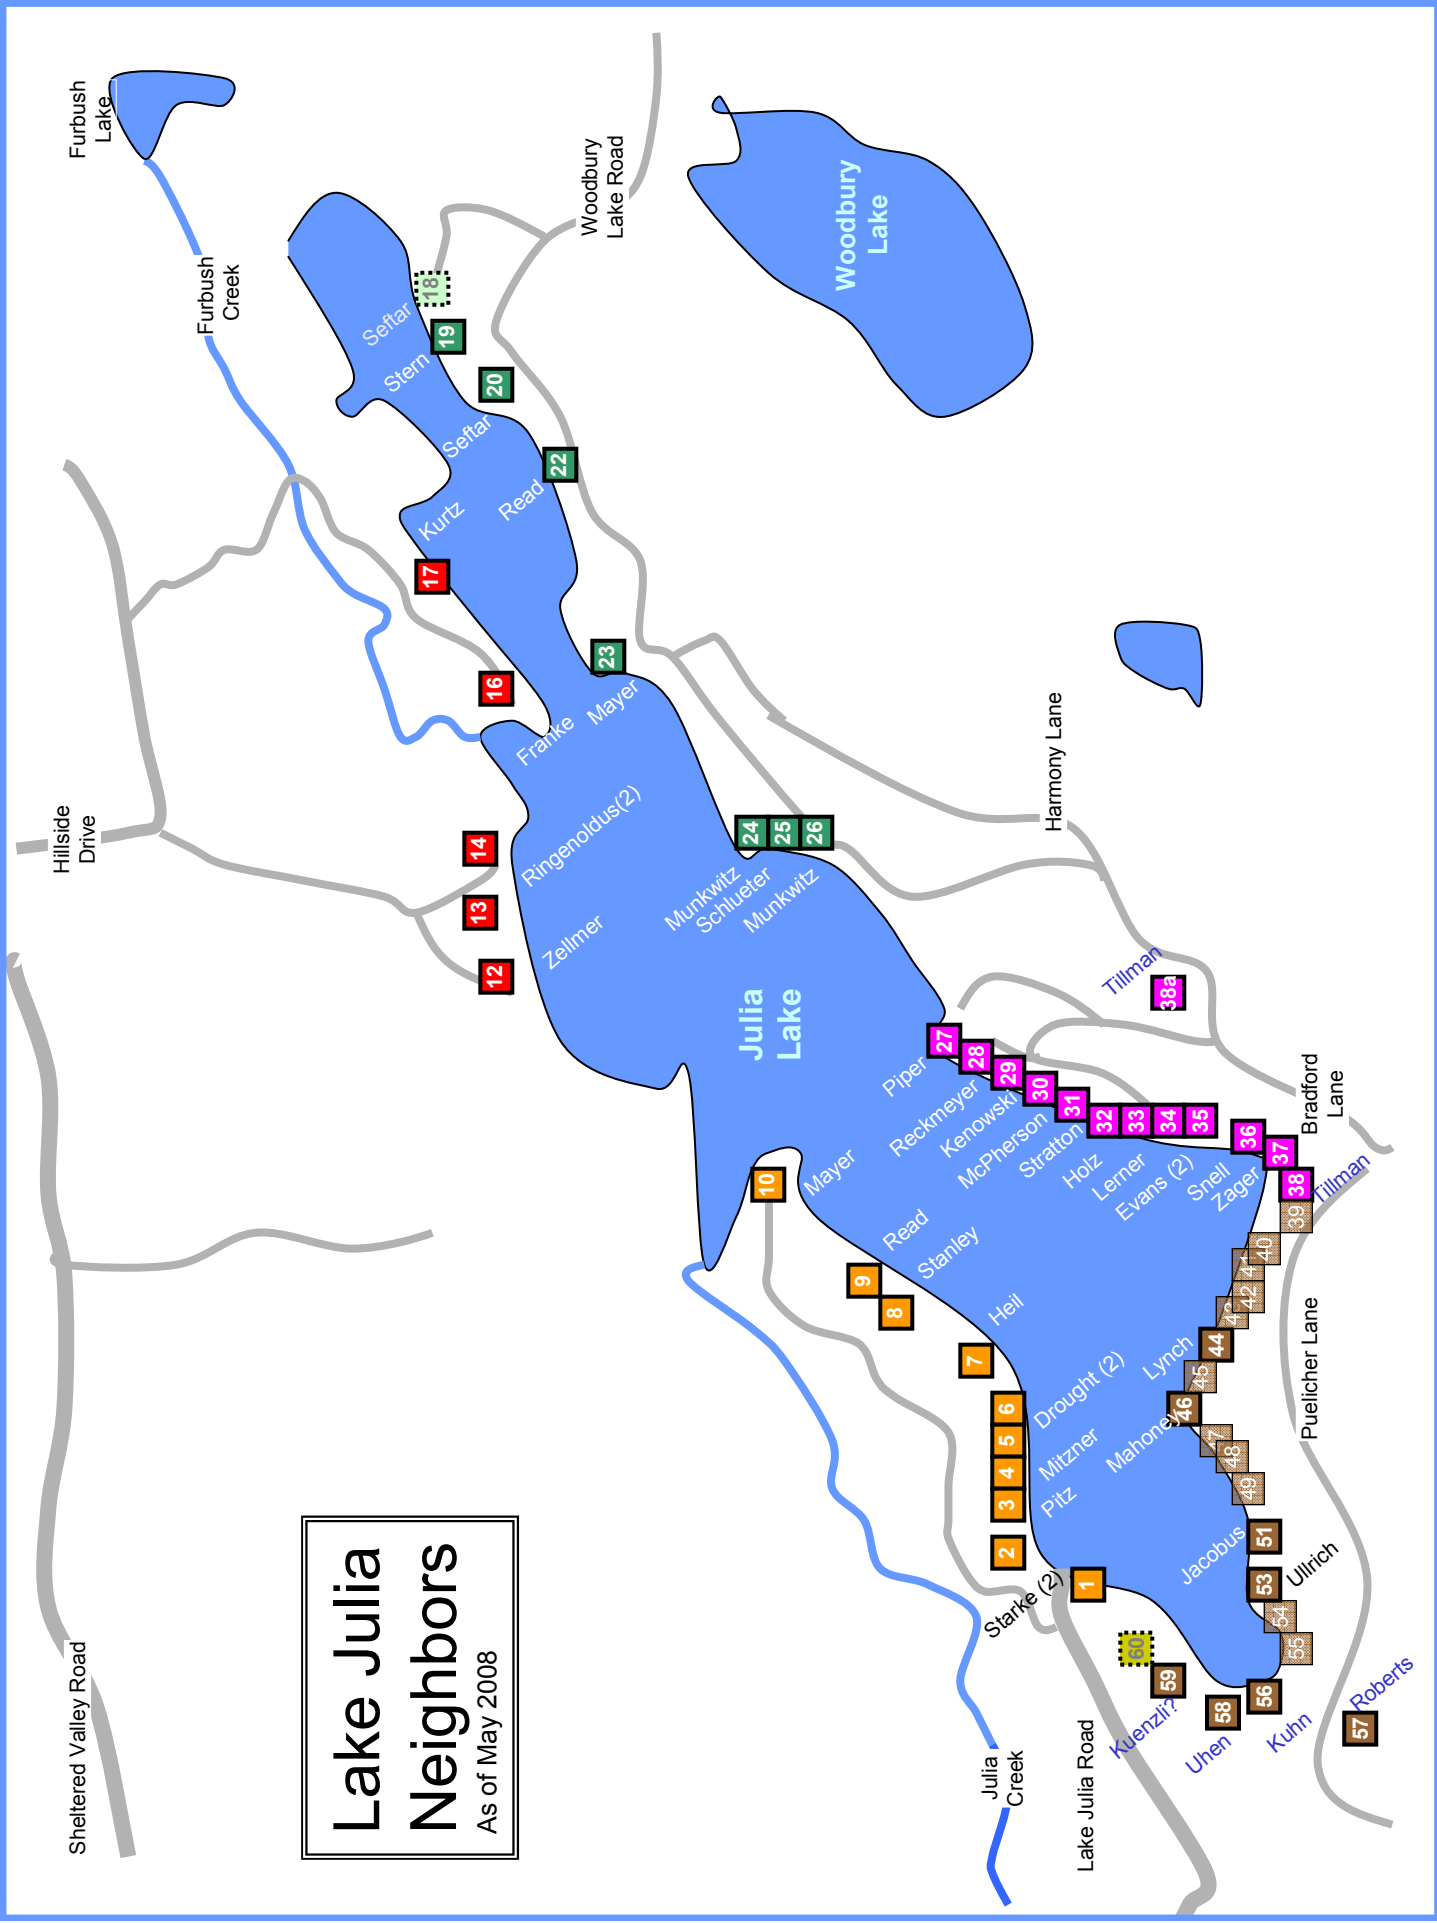 Lake Julia
Neighbors
As of May 2008
Sheltered Valley Road
Hillside
Drive
Furbush
Lake
Furbush
Creek
Woodbury
Lake Road
Woodbury
Lake
Julia
Lake
Harmony Lane
Bradford
Lane
Puelicher Lane
Lake Julia Road
Julia
Creek
Starke (2)
Pitz
Mitzner
Drought (2)
Heil
Stanley
Read
Mayer
Zellmer
Ringenoldus(2)
Franke
Kurtz
Seftar
Stern
Seftar
Read
Mayer
Munkwitz
Schlueter
Munkwitz
Piper
Reckmeyer
Kenowski
McPherson
Stratton
Holz
Lerner
Evans (2)
Snell
Zager
Tillman
Tillman
Lynch
Mahoney
Jacobus
Ullrich
Roberts
Kuhn
Uhen
Kuenzli?
1
2
3
4
5
6
7
8
9
10
12
13
14
16
17
18
19
20
22
23
24
25
26
27
28
29
30
31
32
33
34
35
36
37
38
38a
39
40
41
42
43
44
45
46
47
48
49
51
53
54
55
56
57
58
59
60